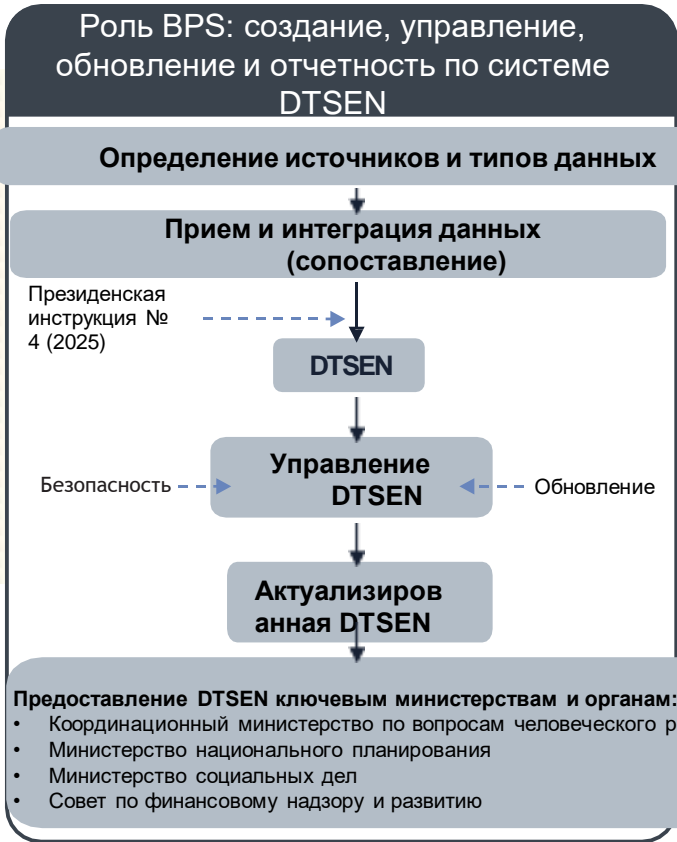 Роль BPS: создание, управление,
обновление и отчетность по системе
DTSEN
Определение источников и типов данных
Прием и интеграция данных
(сопоставление)
Президенская
инструкция №
4 (2025)
DTSEN
Управление
DTSEN
Безопасность
Обновление
Актуализиров
анная DTSEN
Предоставление DTSEN ключевым министерствам и органам:
• Координационный министерство по вопросам человеческого р
• Министерство национального планирования
• Министерство социальных дел
• Совет по финансовому надзору и развитию